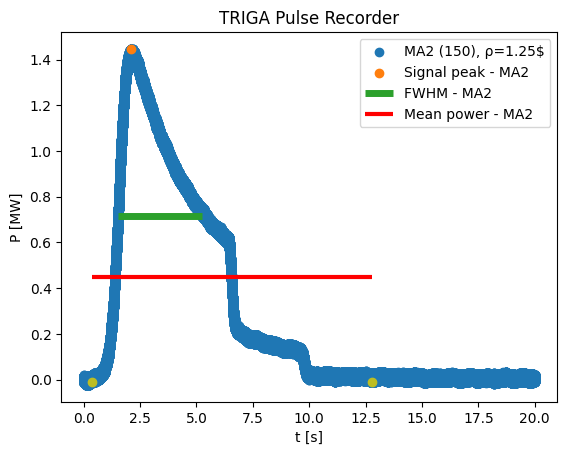 TRIGA Pulse Recorder
MA2 (150), ρ=1.25$
Signal peak - MA2
FWHM - MA2
Mean power - MA2
P [MW]
1.4
1.2
1.0
0.8
0.6
0.4
0.2
0.0
0.0 2.5 5.0 7.5 10.0 12.5 15.0 17.5 20.0
t [s]